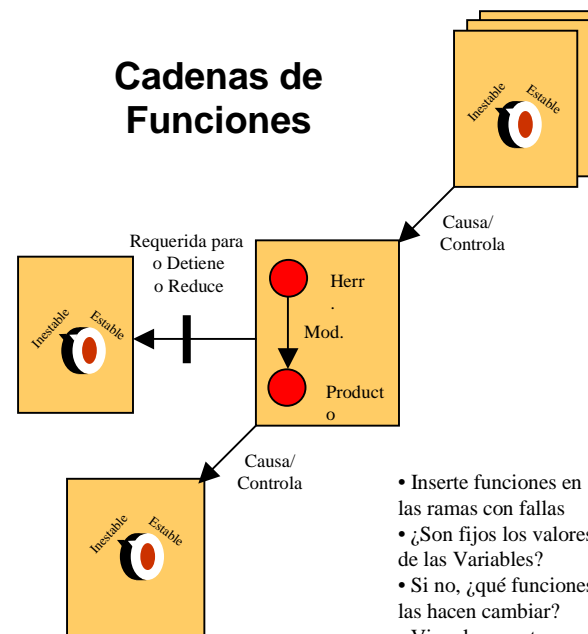 Cadenas de
Funciones
Inestable
Estable
Causa/
Controla
Requerida para
o Detiene
o Reduce
Herr
.
Mod.
Product
o
Inestable
Estable
Causa/
Controla
Inestable
Estable
• Inserte funciones en
las ramas con fallas
• ¿Son fijos los valores
de las Variables?
• Si no, ¿qué funciones
las hacen cambiar?